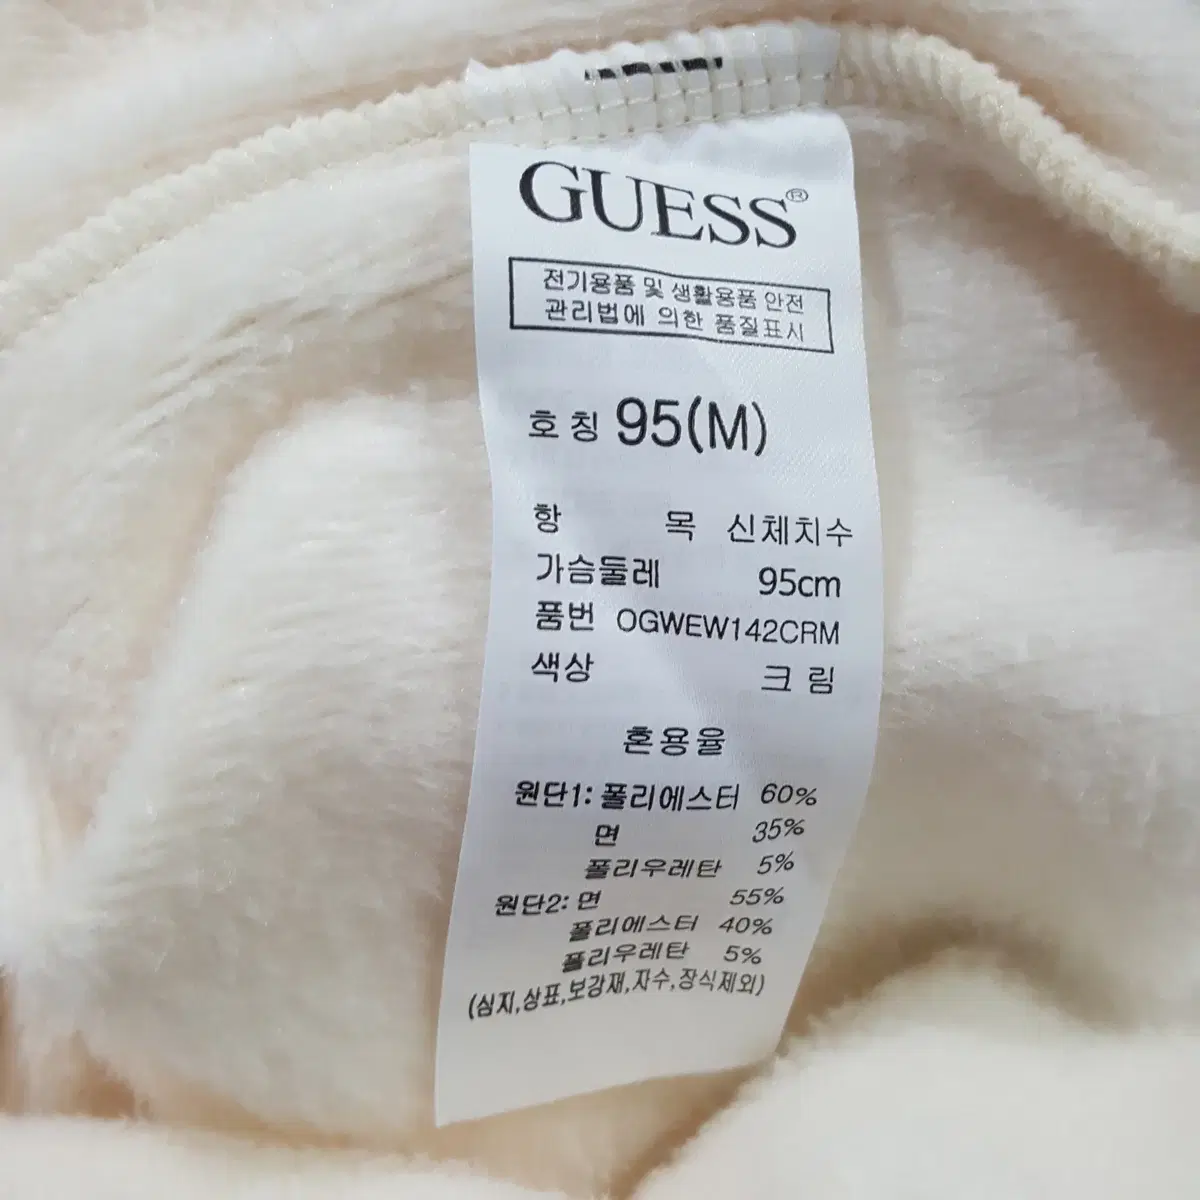 GUESS®
전기용품 및 생활용품 안전
관리법에 의한 품질표시
호 칭 95(M)
항 목 신체치수
가슴둘레 95cm
품번 OGWEW142CRM
색상 크 림
혼용율
원단1: 폴리에스터 60%
면 35%
폴리우레탄 5%
원단2: 면 55%
폴리에스터 40%
폴리우레탄 5%
(심지,상표,보강재,자수,장식제외)